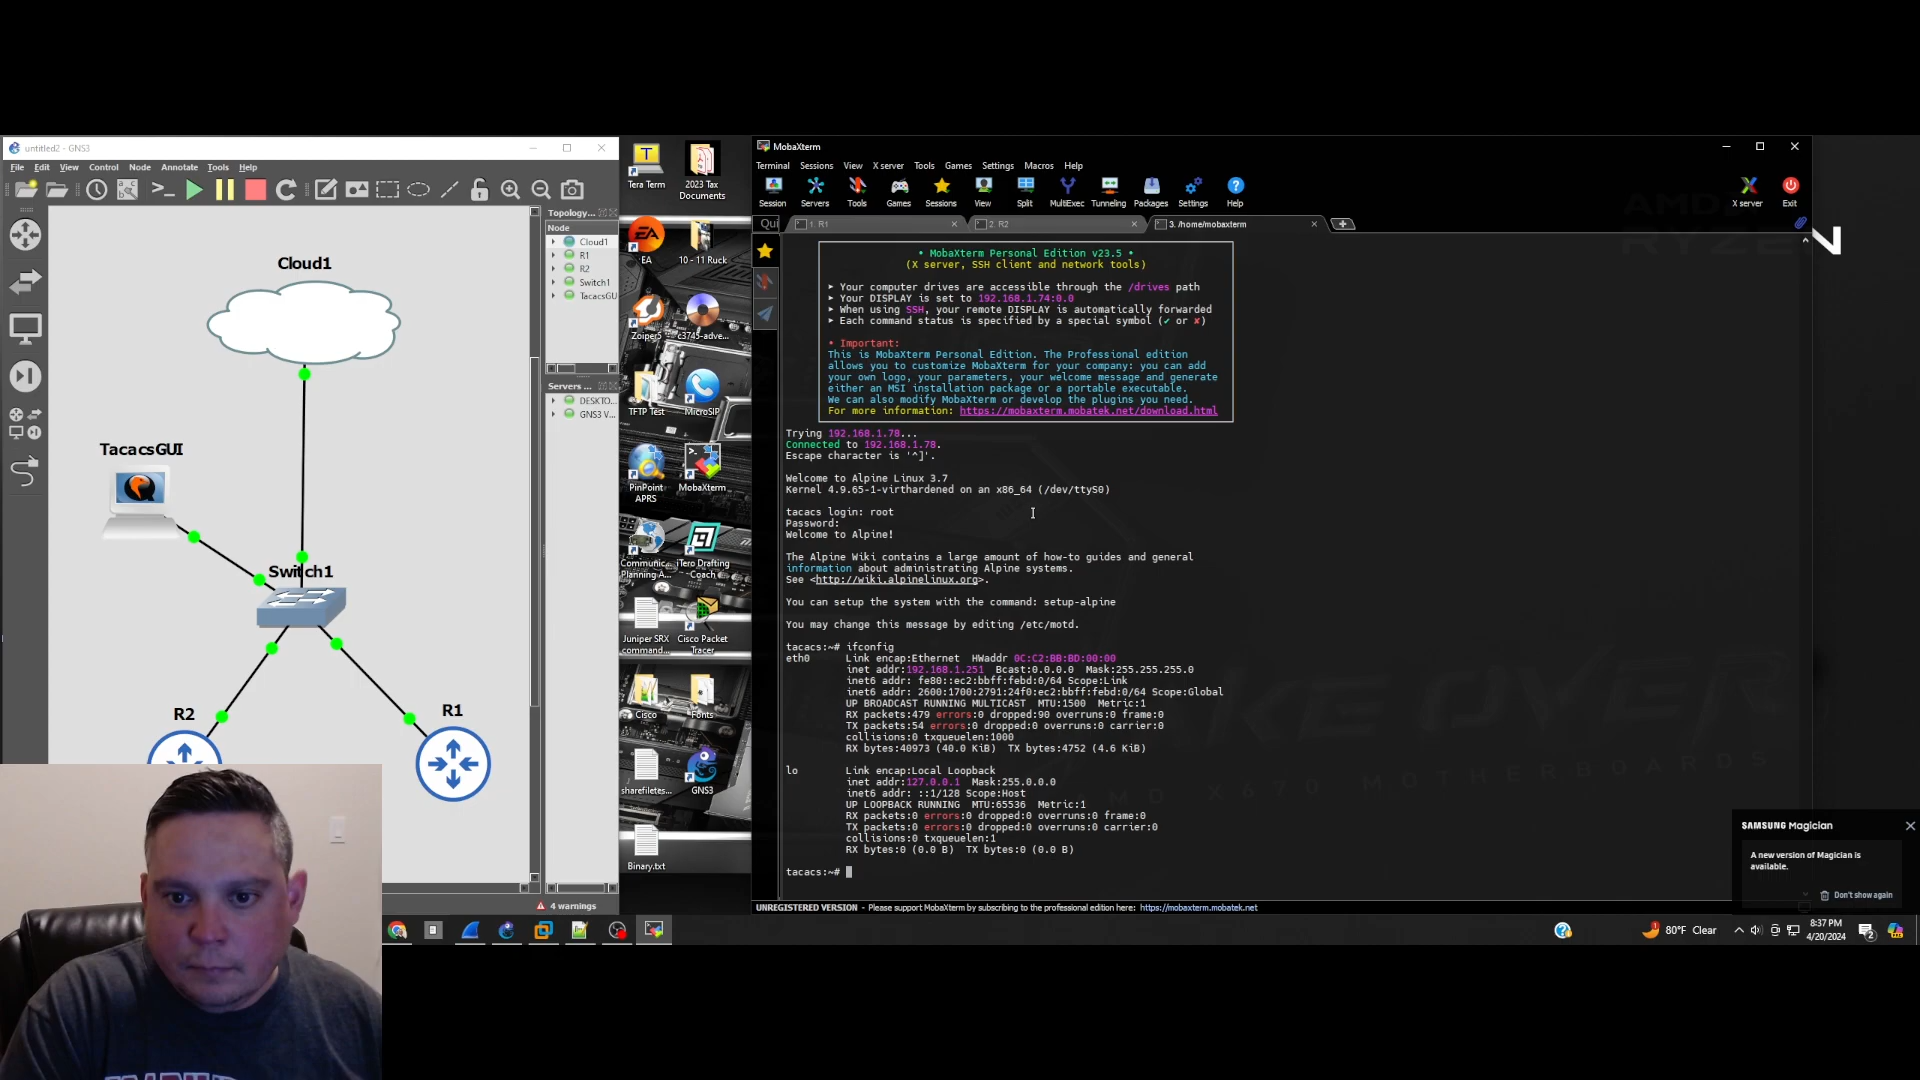 untitled2 - GNS3
File Edit View Control Node Annotate Tools Help
Cloud1
TacacsGUI
Switch1
R2
R1
Topology...
Node
Cloud1
R1
R2
Switch1
TacacsGU
Servers ...
DESKTO...
GNS3 V...
4 warnings
Tera Term
2023 Tax
Documents
EA
10 - 11 Ruck
Zoiper5
c3745-adve...
TFTP Test
MicroSIP
PinPoint
APRS
MobaXterm
Communic...
Planning A...
iTero Drafting
Coach
Juniper SRX
command...
Cisco Packet
Tracer
Cisco
Fonts
sharefiletes...
GNS3
Binary.txt
MobaXterm
Terminal Sessions View X server Tools Games Settings Macros Help
Session Servers Tools Games Sessions View Split MultiExec Tunneling Packages Settings Help
X server Exit
Qui
1. R1
2. R2
3. /home/mobaxterm
• MobaXterm Personal Edition v23.5 •
(X server, SSH client and network tools)
➤ Your computer drives are accessible through the /drives path
➤ Your DISPLAY is set to 192.168.1.74:0.0
➤ When using SSH, your remote DISPLAY is automatically forwarded
➤ Each command status is specified by a special symbol (✔ or ✘)
• Important:
This is MobaXterm Personal Edition. The Professional edition
allows you to customize MobaXterm for your company: you can add
your own logo, your parameters, your welcome message and generate
either an MSI installation package or a portable executable.
We can also modify MobaXterm or develop the plugins you need.
For more information: https://mobaxterm.mobatek.net/download.html
Trying 192.168.1.78...
Connected to 192.168.1.78.
Escape character is '^]'.
Welcome to Alpine Linux 3.7
Kernel 4.9.65-1-virthardened on an x86_64 (/dev/ttyS0)
tacacs login: root
Password:
Welcome to Alpine!
The Alpine Wiki contains a large amount of how-to guides and general
information about administrating Alpine systems.
See <http://wiki.alpinelinux.org>.
You can setup the system with the command: setup-alpine
You may change this message by editing /etc/motd.
tacacs:~# ifconfig
eth0 Link encap:Ethernet HWaddr 0C:C2:BB:BD:00:00
inet addr:192.168.1.251 Bcast:0.0.0.0 Mask:255.255.255.0
inet6 addr: fe80::ec2:bbff:febd:0/64 Scope:Link
inet6 addr: 2600:1700:2791:24f0:ec2:bbff:febd:0/64 Scope:Global
UP BROADCAST RUNNING MULTICAST MTU:1500 Metric:1
RX packets:479 errors:0 dropped:90 overruns:0 frame:0
TX packets:54 errors:0 dropped:0 overruns:0 carrier:0
collisions:0 txqueuelen:1000
RX bytes:40973 (40.0 KiB) TX bytes:4752 (4.6 KiB)
lo Link encap:Local Loopback
inet addr:127.0.0.1 Mask:255.0.0.0
inet6 addr: ::1/128 Scope:Host
UP LOOPBACK RUNNING MTU:65536 Metric:1
RX packets:0 errors:0 dropped:0 overruns:0 frame:0
TX packets:0 errors:0 dropped:0 overruns:0 carrier:0
collisions:0 txqueuelen:1
RX bytes:0 (0.0 B) TX bytes:0 (0.0 B)
tacacs:~#
UNREGISTERED VERSION - Please support MobaXterm by subscribing to the professional edition here: https://mobaxterm.mobatek.net
SAMSUNG Magician
A new version of Magician is
available.
Don't show again
80°F Clear
8:37 PM
4/20/2024
2